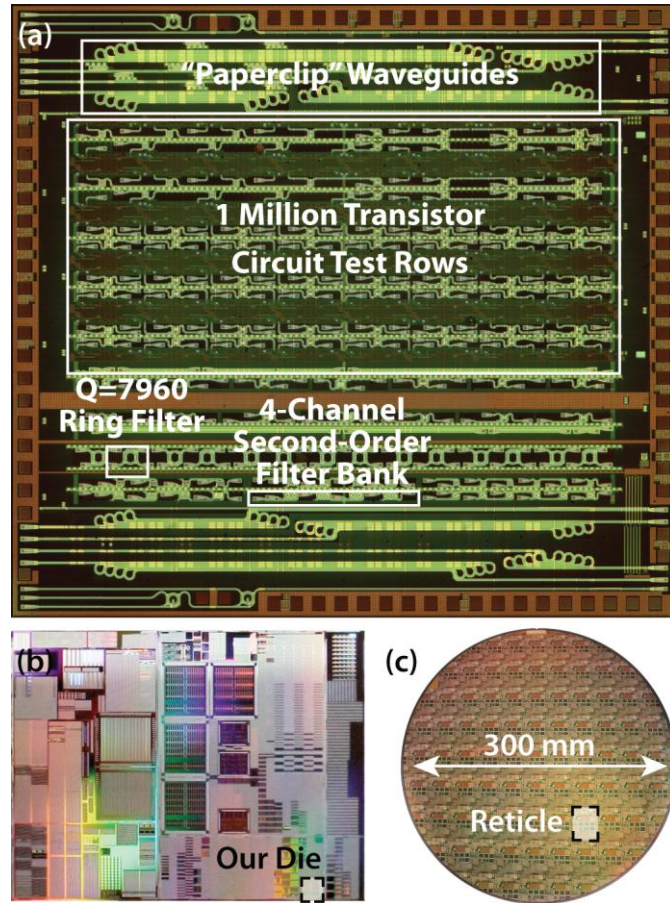 (a)
“Paperclip” Waveguides
1 Million Transistor
Circuit Test Rows
Q=7960
Ring Filter
4-Channel
Second-Order
Filter Bank
(b)
Our Die
(c)
300 mm
Reticle